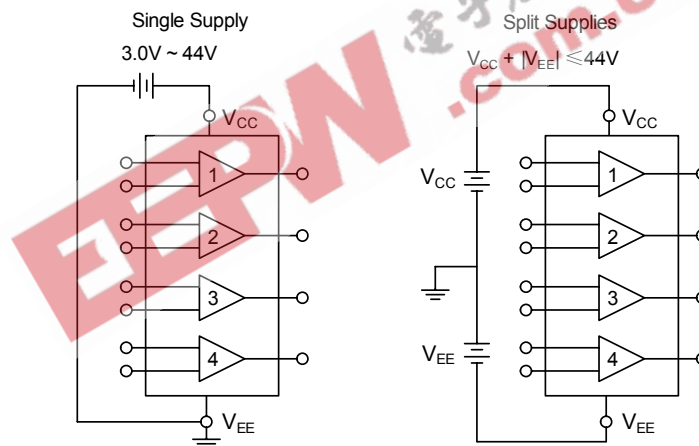 Single Supply
3.0V ~ 44V
VCC
1
2
3
4
VEE
Split Supplies
VCC + |VEE| ≤44V
VCC
VCC
1
2
3
4
VEE
VEE
EEPW
.com.c